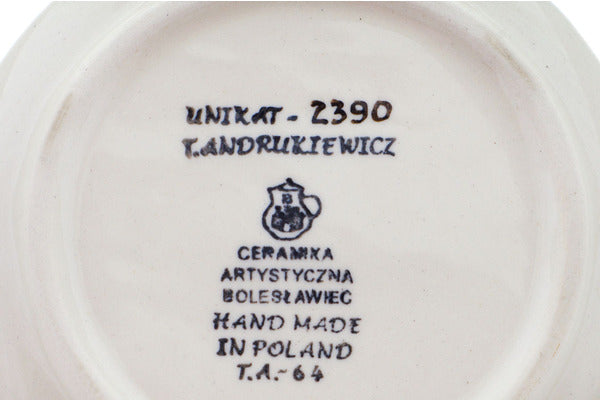 UNIKAT - 2390
T.ANDRUKIEWICZ
B
CERAMIKA
ARTYSTYCZNA
BOLESŁAWIEC
HAND MADE
IN POLAND
T.A.-64